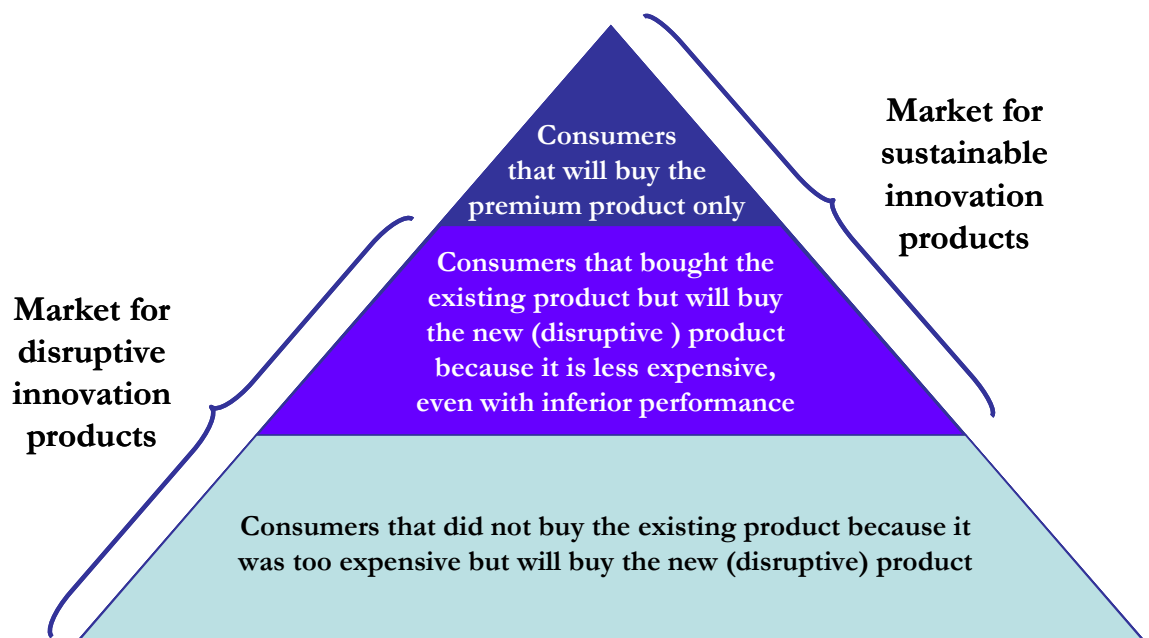 Market for
sustainable
innovation
products
Consumers
that will buy the
premium product only
Consumers that bought the
existing product but will buy
the new (disruptive ) product
because it is less expensive,
even with inferior performance
Market for
disruptive
innovation
products
Consumers that did not buy the existing product because it
was too expensive but will buy the new (disruptive) product